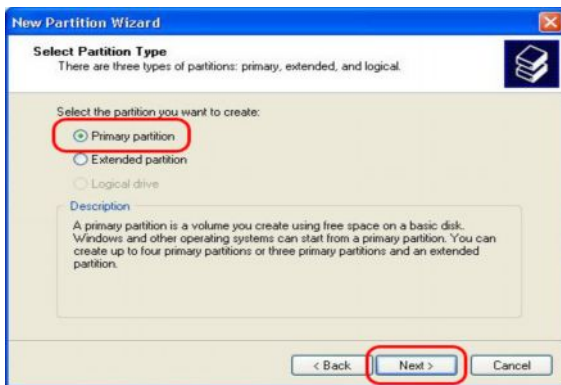 New Partition Wizard
Select Partition Type
There are three types of partitions: primary, extended, and logical.
Select the partition you want to create:
Primary partition
Extended partition
Logical drive
Description
A primary partition is a volume you create using free space on a basic disk.
Windows and other operating systems can start from a primary partition. You can
create up to four primary partitions or three primary partitions and an extended
partition.
< Back
Next >
Cancel